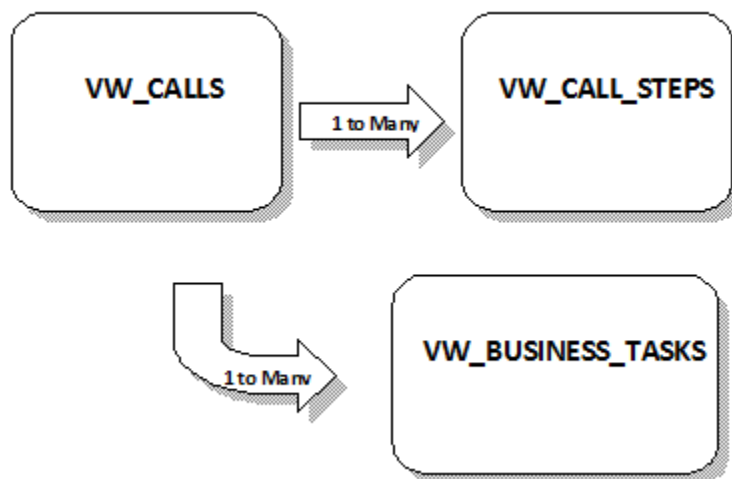 VW_CALLS
VW_CALL_STEPS
1 to Many
VW_BUSINESS_TASKS
1 to Many